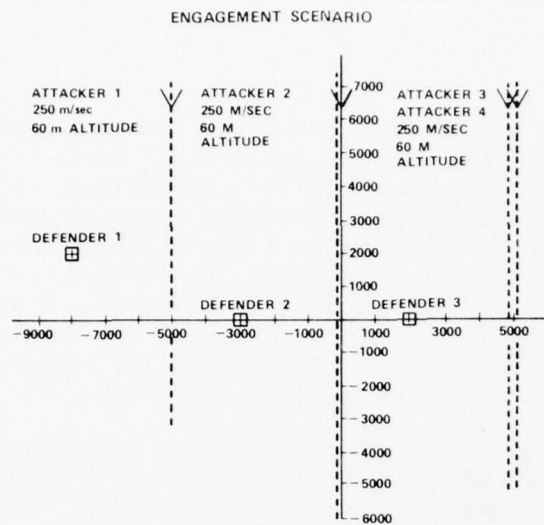 ENGAGEMENT SCENARIO
ATTACKER 1
250 m/sec
60 m ALTITUDE
ATTACKER 2
250 M/SEC
60 M
ALTITUDE
ATTACKER 3
ATTACKER 4
250 M/SEC
60 M
ALTITUDE
7000
6000
5000
4000
3000
2000
1000
DEFENDER 1
DEFENDER 2
DEFENDER 3
-9000
-7000
-5000
-3000
-1000
1000
3000
5000
-1000
-2000
-3000
-4000
-5000
-6000